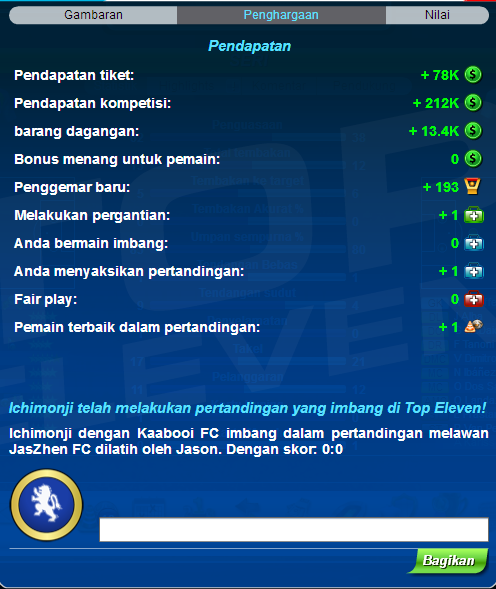 Gambaran Penghargaan Nilai
Pendapatan
Pendapatan tiket: + 78K
Pendapatan kompetisi: + 212K
barang dagangan: + 13.4K
Bonus menang untuk pemain: 0
Penggemar baru: + 193
Melakukan pergantian: + 1
Anda bermain imbang: 0
Anda menyaksikan pertandingan: + 1
Fair play: 0
Pemain terbaik dalam pertandingan: + 1
Ichimonji telah melakukan pertandingan yang imbang di Top Eleven!
Ichimonji dengan Kaabooi FC imbang dalam pertandingan melawan
JasZhen FC dilatih oleh Jason. Dengan skor: 0:0
Bagikan